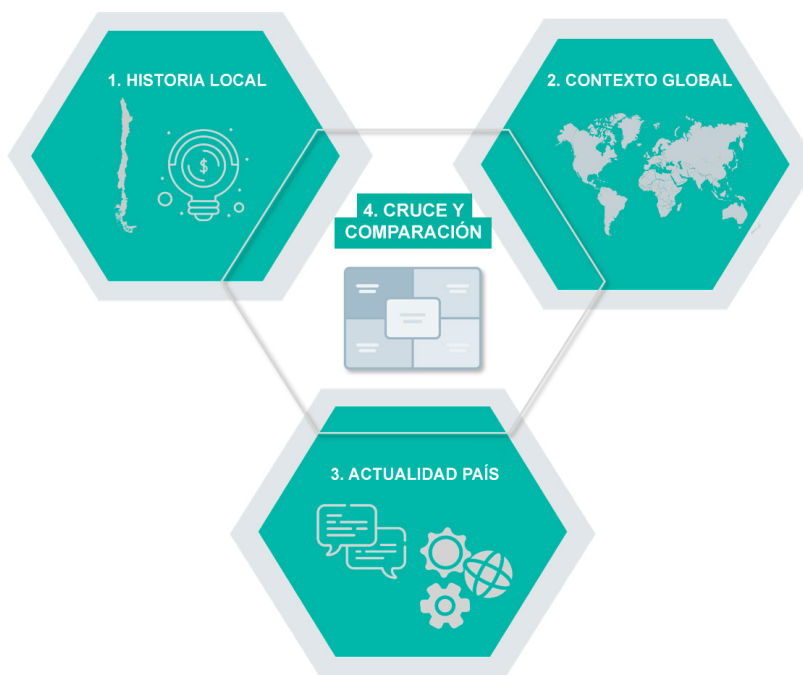 1. HISTORIA LOCAL
$
2. CONTEXTO GLOBAL
4. CRUCE Y
COMPARACIÓN
3. ACTUALIDAD PAÍS